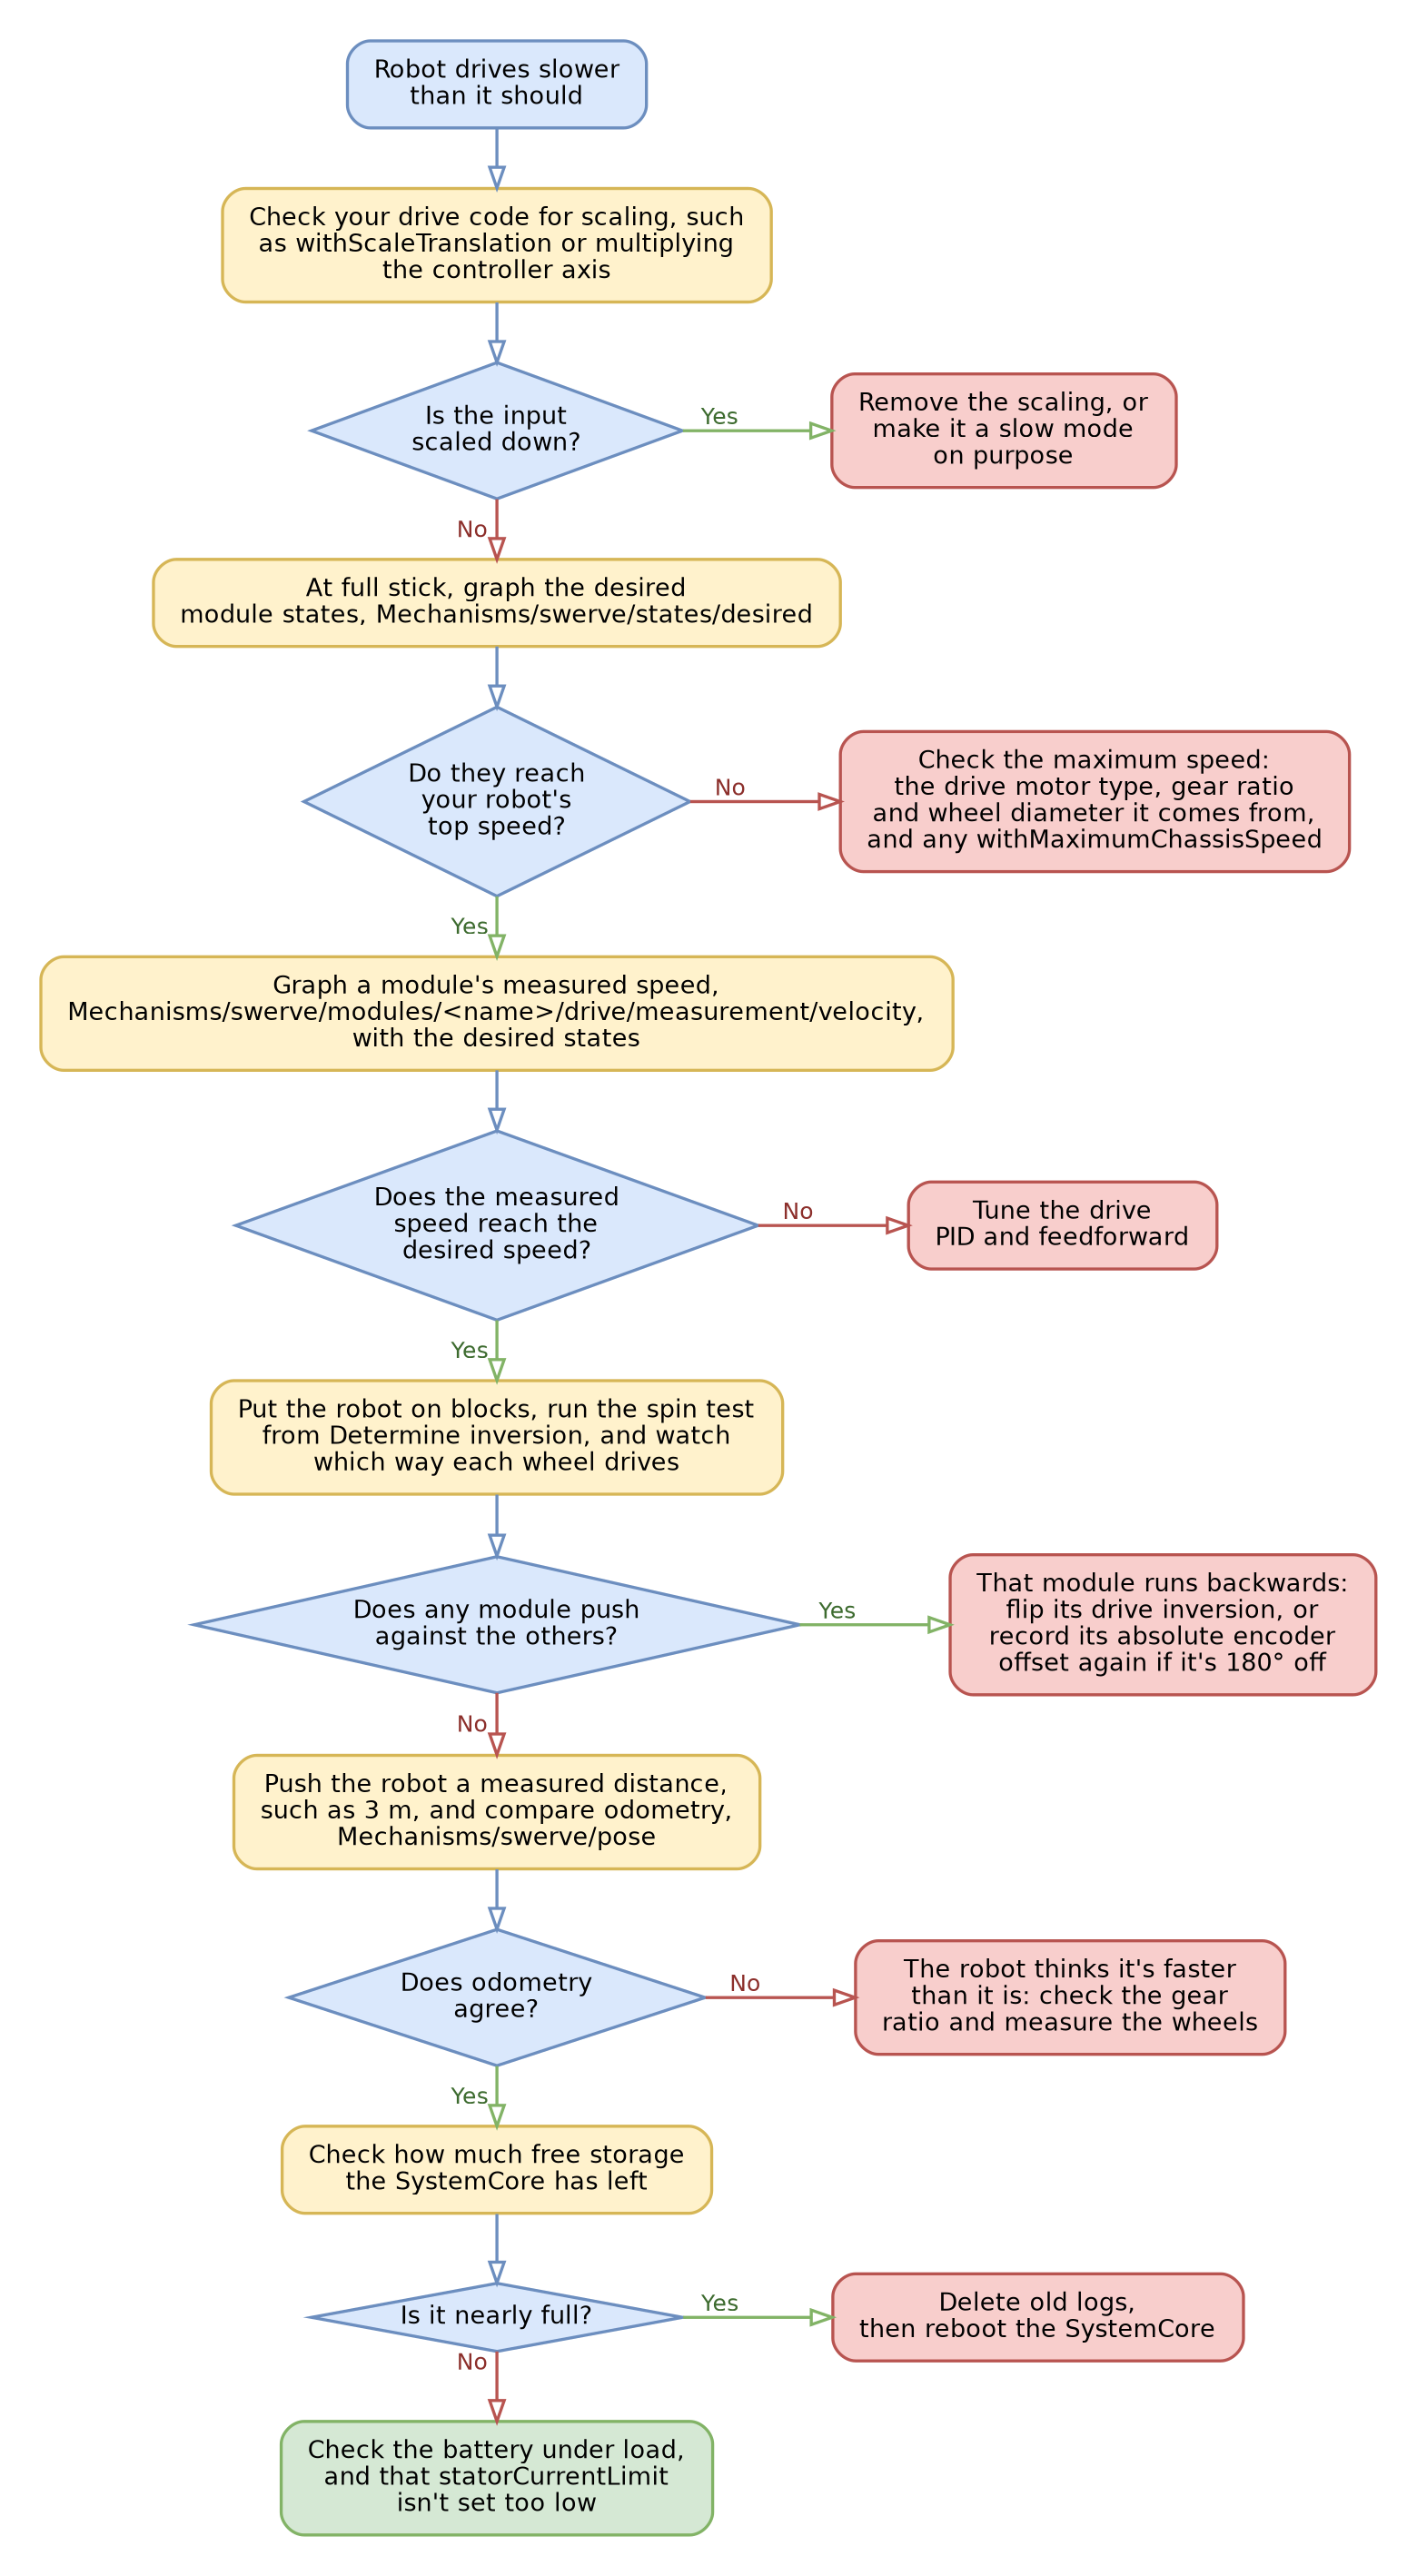 Robot drives slower
than it should
Check your drive code for scaling, such
as withScaleTranslation or multiplying
the controller axis
Is the input
scaled down?
Yes
Remove the scaling, or
make it a slow mode
on purpose
No
At full stick, graph the desired
module states, Mechanisms/swerve/states/desired
Do they reach
your robot's
top speed?
No
Check the maximum speed:
the drive motor type, gear ratio
and wheel diameter it comes from,
and any withMaximumChassisSpeed
Yes
Graph a module's measured speed,
Mechanisms/swerve/modules/<name>/drive/measurement/velocity,
with the desired states
Does the measured
speed reach the
desired speed?
No
Tune the drive
PID and feedforward
Yes
Put the robot on blocks, run the spin test
from Determine inversion, and watch
which way each wheel drives
Does any module push
against the others?
Yes
That module runs backwards:
flip its drive inversion, or
record its absolute encoder
offset again if it's 180° off
No
Push the robot a measured distance,
such as 3 m, and compare odometry,
Mechanisms/swerve/pose
Does odometry
agree?
No
The robot thinks it's faster
than it is: check the gear
ratio and measure the wheels
Yes
Check how much free storage
the SystemCore has left
Is it nearly full?
Yes
Delete old logs,
then reboot the SystemCore
No
Check the battery under load,
and that statorCurrentLimit
isn't set too low